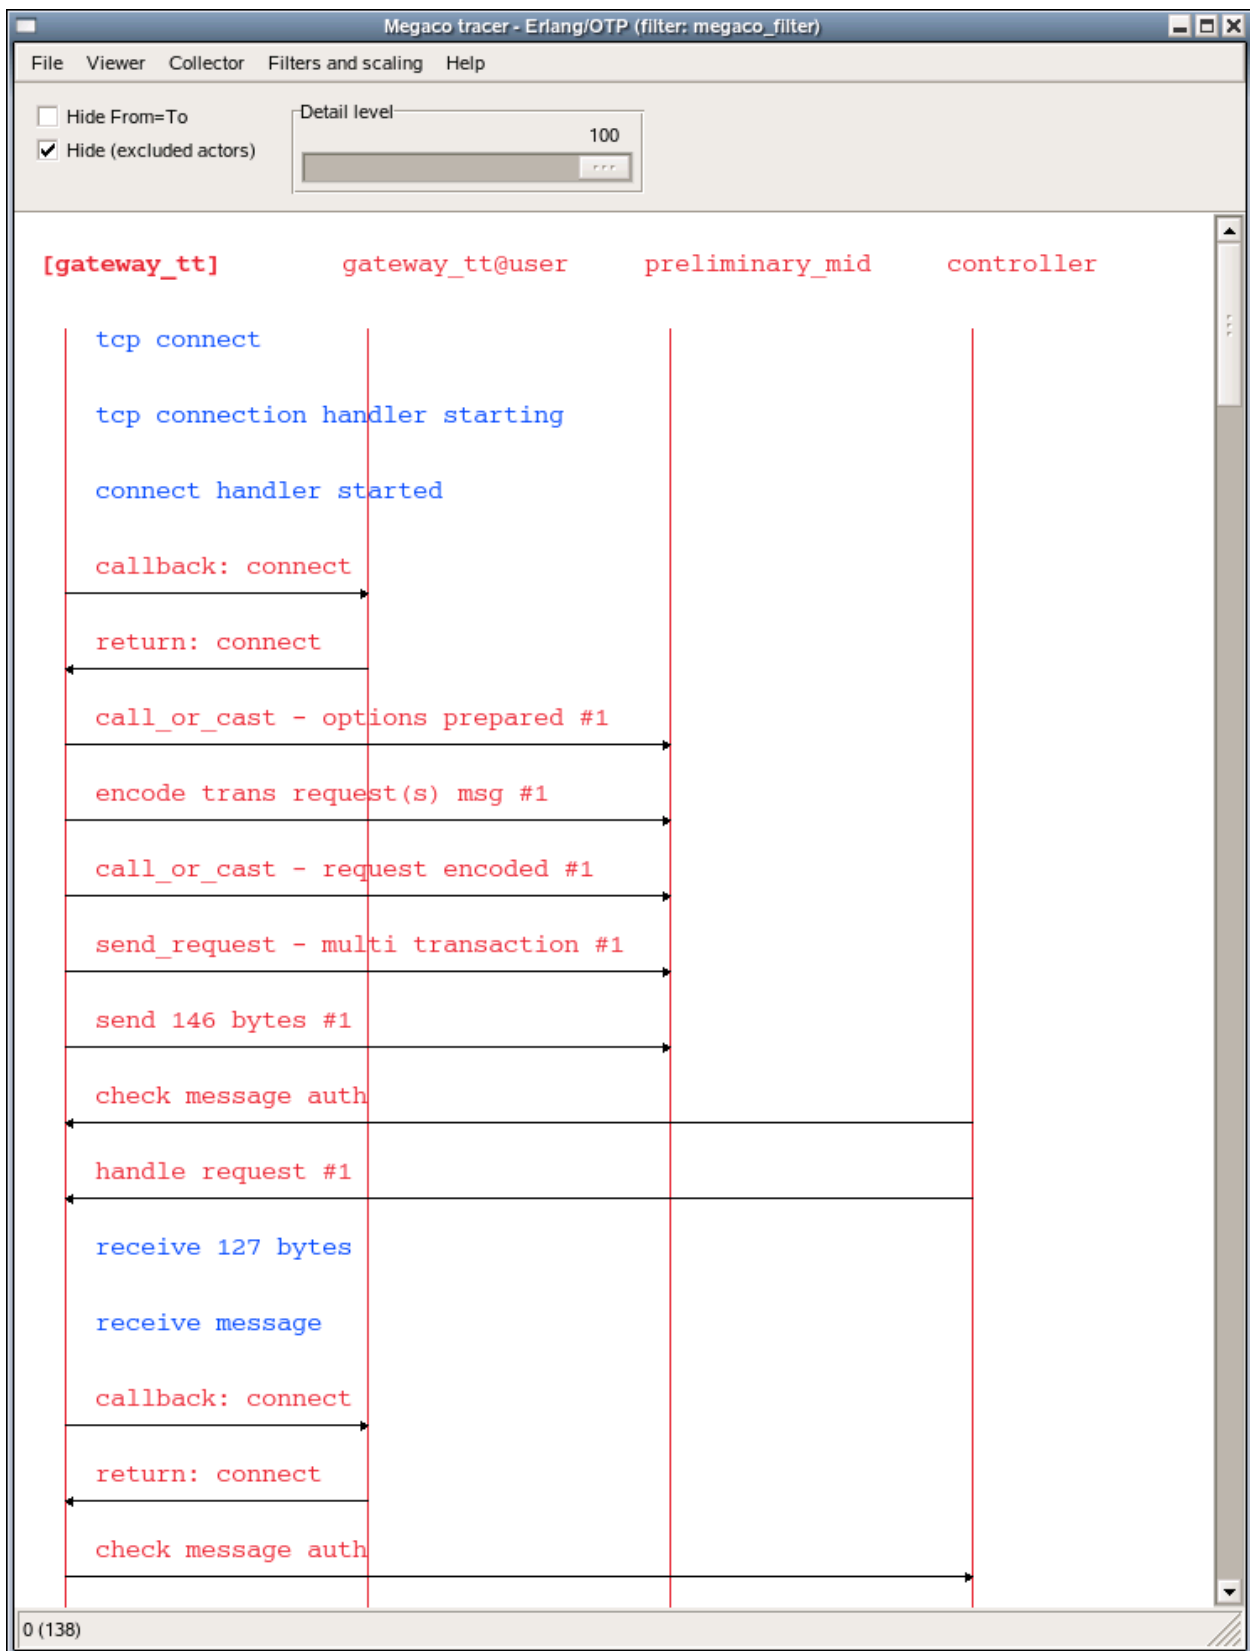 Megaco tracer - Erlang/OTP (filter: megaco_filter)
File Viewer Collector Filters and scaling Help
Hide From=To
Hide (excluded actors)
Detail level
100
[gateway_tt] gateway_tt@user preliminary_mid controller
tcp connect
tcp connection handler starting
connect handler started
callback: connect
return: connect
call_or_cast - options prepared #1
encode trans request(s) msg #1
call_or_cast - request encoded #1
send_request - multi transaction #1
send 146 bytes #1
check message auth
handle request #1
receive 127 bytes
receive message
callback: connect
return: connect
check message auth
0 (138)